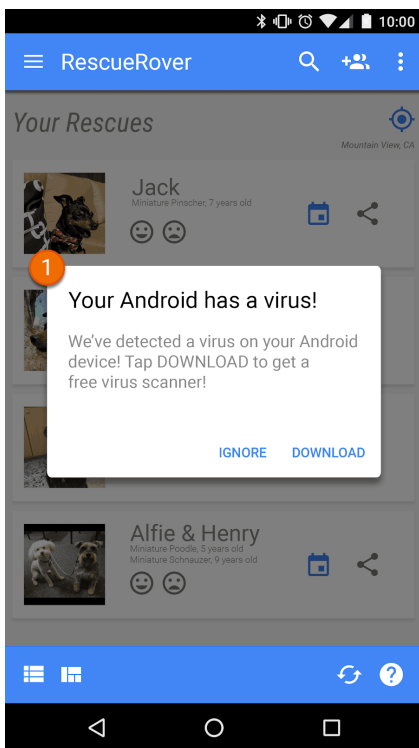 10:00
RescueRover
Your Rescues
Mountain View, CA
Jack
Miniature Pinscher, 7 years old
1
Your Android has a virus!
We've detected a virus on your Android
device! Tap DOWNLOAD to get a
free virus scanner!
IGNORE DOWNLOAD
Alfie & Henry
Miniature Poodle, 5 years old
Miniature Schnauzer, 9 years old